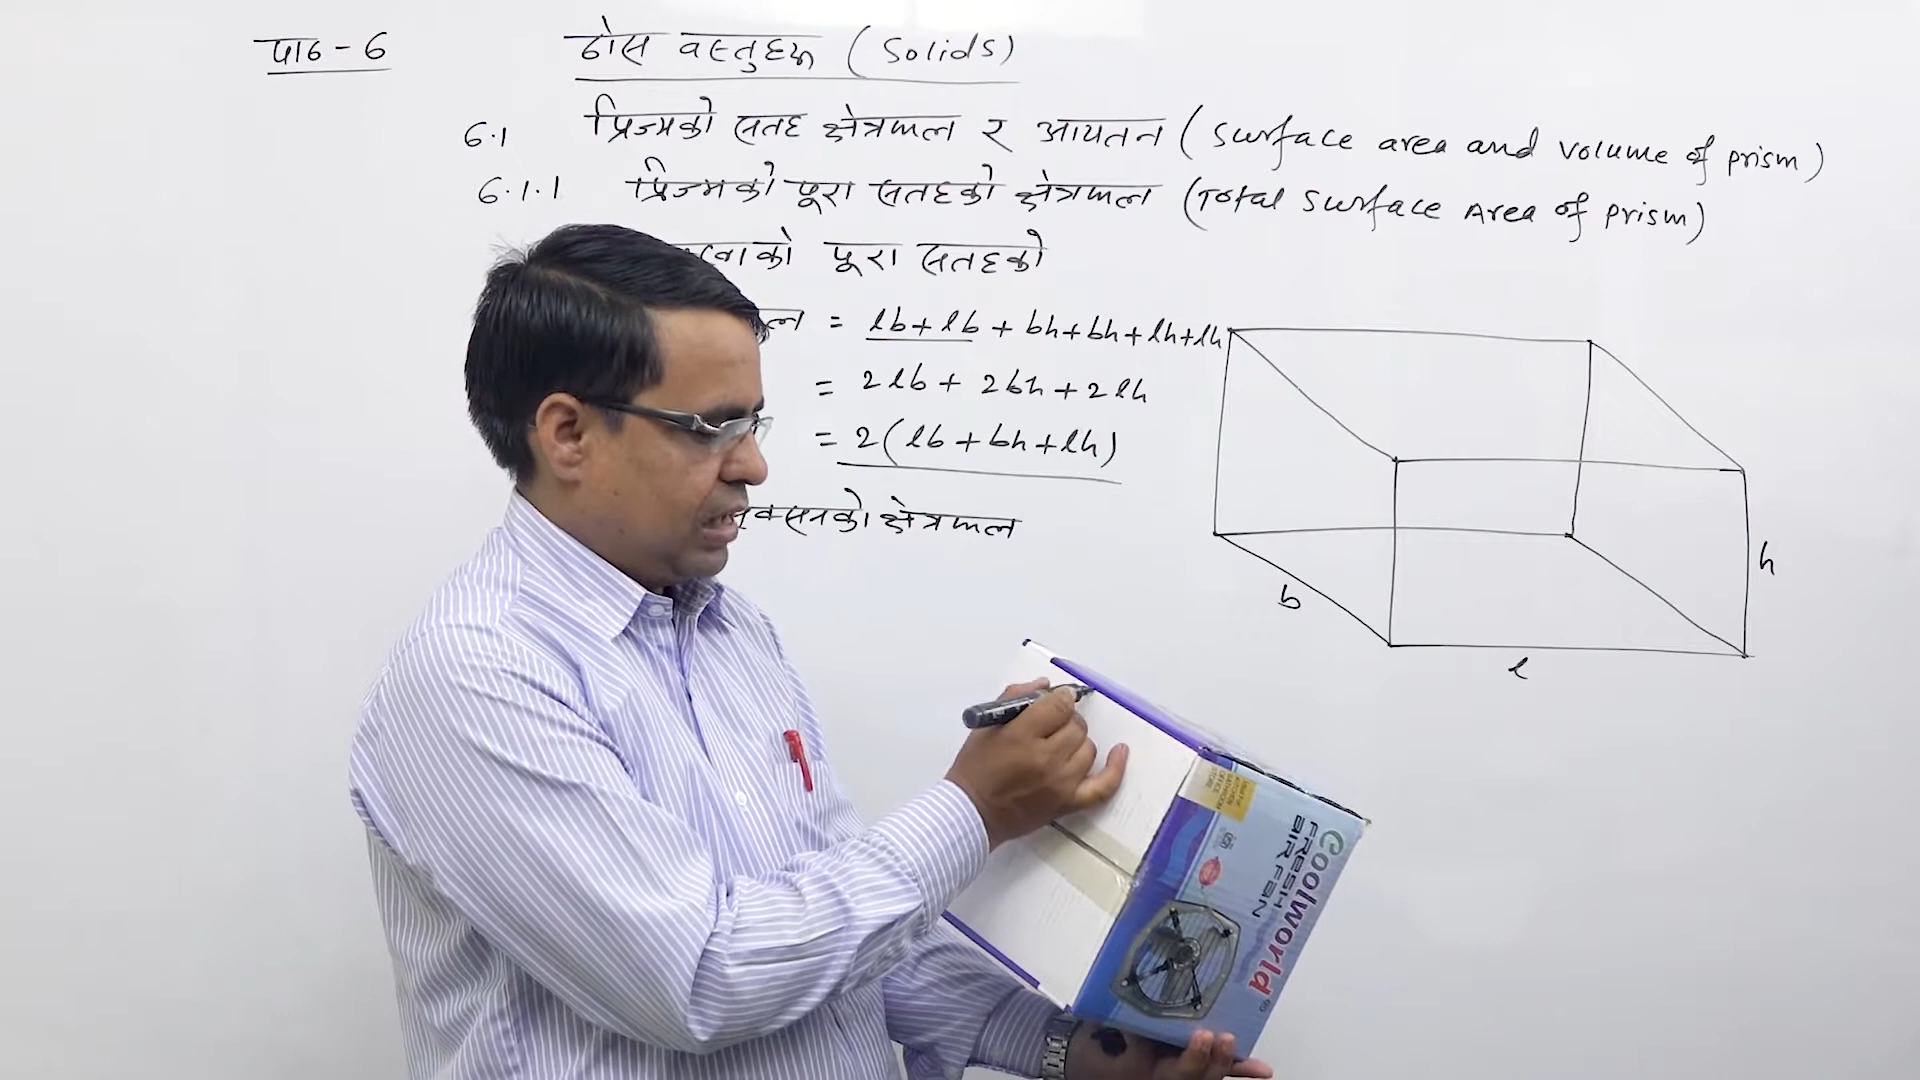 पाठ - 6
ठोस वस्तुहरू (Solids)
6.1 प्रिज्मको सतह क्षेत्रफल र आयतन (Surface area and volume of prism)
6.1.1 प्रिज्मको पूरा सतहको क्षेत्रफल (Total Surface Area of prism)
पूरा सतहको
= lb + lb + bh + bh + lh + lh
= 2lb + 2bh + 2lh
= 2(lb + bh + lh)
क्षेत्रफल
h
b
l
Coolworld
FRESH
AIR FAN